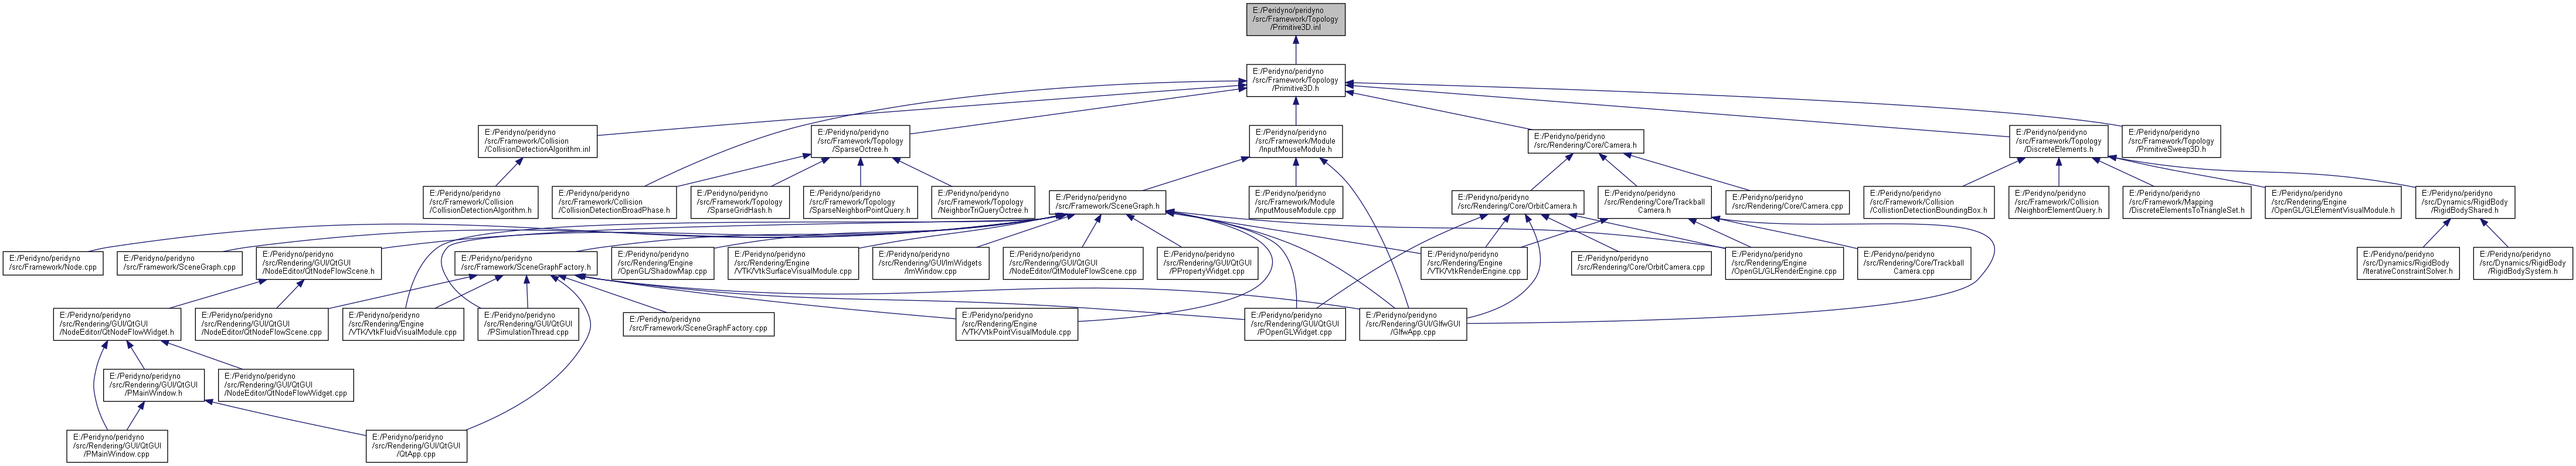 E:/Peridyno/peridyno
/src/Framework/Topology
/Primitive3D.inl
E:/Peridyno/peridyno
/src/Framework/Topology
/Primitive3D.h
E:/Peridyno/peridyno
/src/Framework/Collision
/CollisionDetectionAlgorithm.inl
E:/Peridyno/peridyno
/src/Framework/Topology
/SparseOctree.h
E:/Peridyno/peridyno
/src/Framework/Module
/InputMouseModule.h
E:/Peridyno/peridyno
/src/Rendering/Core/Camera.h
E:/Peridyno/peridyno
/src/Framework/Topology
/DiscreteElements.h
E:/Peridyno/peridyno
/src/Framework/Topology
/PrimitiveSweep3D.h
E:/Peridyno/peridyno
/src/Framework/Collision
/CollisionDetectionAlgorithm.h
E:/Peridyno/peridyno
/src/Framework/Collision
/CollisionDetectionBroadPhase.h
E:/Peridyno/peridyno
/src/Framework/Topology
/SparseGridHash.h
E:/Peridyno/peridyno
/src/Framework/Topology
/SparseNeighborPointQuery.h
E:/Peridyno/peridyno
/src/Framework/Topology
/NeighborTriQueryOctree.h
E:/Peridyno/peridyno
/src/Framework/SceneGraph.h
E:/Peridyno/peridyno
/src/Framework/Module
/InputMouseModule.cpp
E:/Peridyno/peridyno
/src/Rendering/Core/OrbitCamera.h
E:/Peridyno/peridyno
/src/Rendering/Core/Trackball
Camera.h
E:/Peridyno/peridyno
/src/Rendering/Core/Camera.cpp
E:/Peridyno/peridyno
/src/Framework/Collision
/CollisionDetectionBoundingBox.h
E:/Peridyno/peridyno
/src/Framework/Collision
/NeighborElementQuery.h
E:/Peridyno/peridyno
/src/Framework/Mapping
/DiscreteElementsToTriangleSet.h
E:/Peridyno/peridyno
/src/Rendering/Engine
/OpenGL/GLElementVisualModule.h
E:/Peridyno/peridyno
/src/Dynamics/RigidBody
/RigidBodyShared.h
E:/Peridyno/peridyno
/src/Framework/Node.cpp
E:/Peridyno/peridyno
/src/Framework/SceneGraph.cpp
E:/Peridyno/peridyno
/src/Rendering/GUI/QtGUI
/NodeEditor/QtNodeFlowScene.h
E:/Peridyno/peridyno
/src/Framework/SceneGraphFactory.h
E:/Peridyno/peridyno
/src/Rendering/Engine
/OpenGL/ShadowMap.cpp
E:/Peridyno/peridyno
/src/Rendering/Engine
/VTK/VtkSurfaceVisualModule.cpp
E:/Peridyno/peridyno
/src/Rendering/GUI/ImWidgets
/ImWindow.cpp
E:/Peridyno/peridyno
/src/Rendering/GUI/QtGUI
/NodeEditor/QtModuleFlowScene.cpp
E:/Peridyno/peridyno
/src/Rendering/GUI/QtGUI
/PPropertyWidget.cpp
E:/Peridyno/peridyno
/src/Rendering/Engine
/VTK/VtkRenderEngine.cpp
E:/Peridyno/peridyno
/src/Rendering/Core/OrbitCamera.cpp
E:/Peridyno/peridyno
/src/Rendering/Engine
/OpenGL/GLRenderEngine.cpp
E:/Peridyno/peridyno
/src/Rendering/Core/Trackball
Camera.cpp
E:/Peridyno/peridyno
/src/Dynamics/RigidBody
/IterativeConstraintSolver.h
E:/Peridyno/peridyno
/src/Dynamics/RigidBody
/RigidBodySystem.h
E:/Peridyno/peridyno
/src/Rendering/GUI/QtGUI
/NodeEditor/QtNodeFlowWidget.h
E:/Peridyno/peridyno
/src/Rendering/GUI/QtGUI
/NodeEditor/QtNodeFlowScene.cpp
E:/Peridyno/peridyno
/src/Rendering/Engine
/VTK/VtkFluidVisualModule.cpp
E:/Peridyno/peridyno
/src/Rendering/GUI/QtGUI
/PSimulationThread.cpp
E:/Peridyno/peridyno
/src/Framework/SceneGraphFactory.cpp
E:/Peridyno/peridyno
/src/Rendering/Engine
/VTK/VtkPointVisualModule.cpp
E:/Peridyno/peridyno
/src/Rendering/GUI/QtGUI
/POpenGLWidget.cpp
E:/Peridyno/peridyno
/src/Rendering/GUI/GlfwGUI
/GlfwApp.cpp
E:/Peridyno/peridyno
/src/Rendering/GUI/QtGUI
/PMainWindow.h
E:/Peridyno/peridyno
/src/Rendering/GUI/QtGUI
/NodeEditor/QtNodeFlowWidget.cpp
E:/Peridyno/peridyno
/src/Rendering/GUI/QtGUI
/PMainWindow.cpp
E:/Peridyno/peridyno
/src/Rendering/GUI/QtGUI
/QtApp.cpp